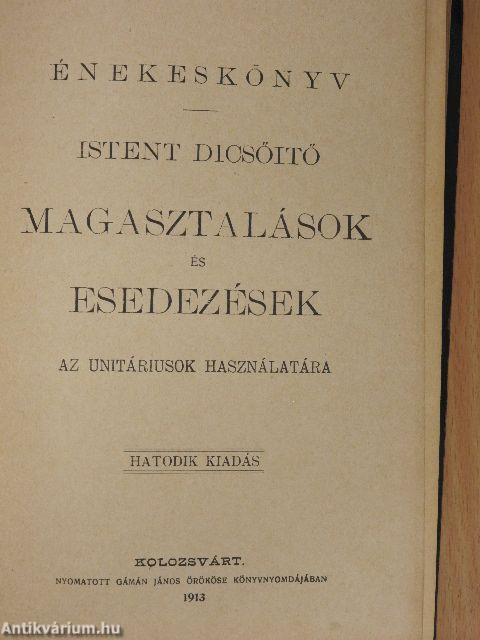 ÉNEKESKÖNYV
ISTENT DICSŐITŐ
MAGASZTALÁSOK
ÉS
ESEDEZÉSEK
AZ UNITÁRIUSOK HASZNÁLATÁRA
HATODIK KIADÁS
KOLOZSVÁRT.
NYOMATOTT GÁMÁN JÁNOS ÖRÖKÖSE KÖNYVNYOMDÁJÁBAN
1913
Antikvárium.hu